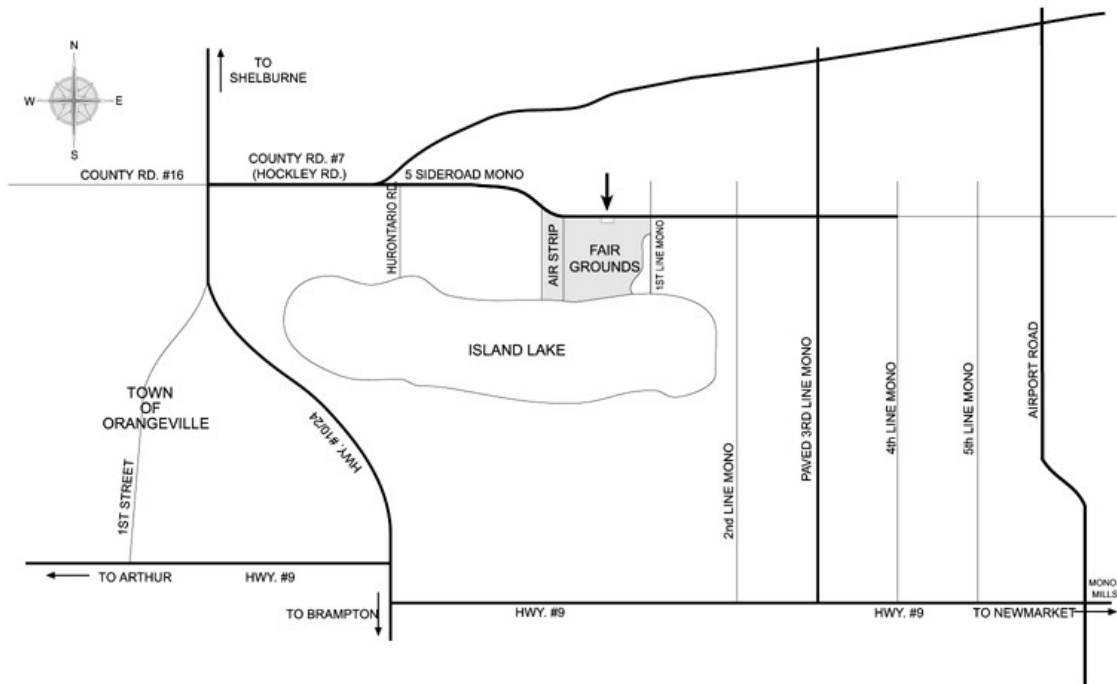 N
W
E
S
TO
SHELBURNE
COUNTY RD. #16
COUNTY RD. #7
(HOCKLEY RD.)
5 SIDEROAD MONO
HURONTARIO RD.
AIR STRIP
FAIR
GROUNDS
1ST LINE MONO
ISLAND LAKE
TOWN
OF
ORANGEVILLE
1ST STREET
HWY. #10/24
2nd LINE MONO
PAVED 3RD LINE MONO
4th LINE MONO
5th LINE MONO
AIRPORT ROAD
TO ARTHUR
HWY. #9
TO BRAMPTON
HWY. #9
HWY. #9
TO NEWMARKET
MONO
MILLS